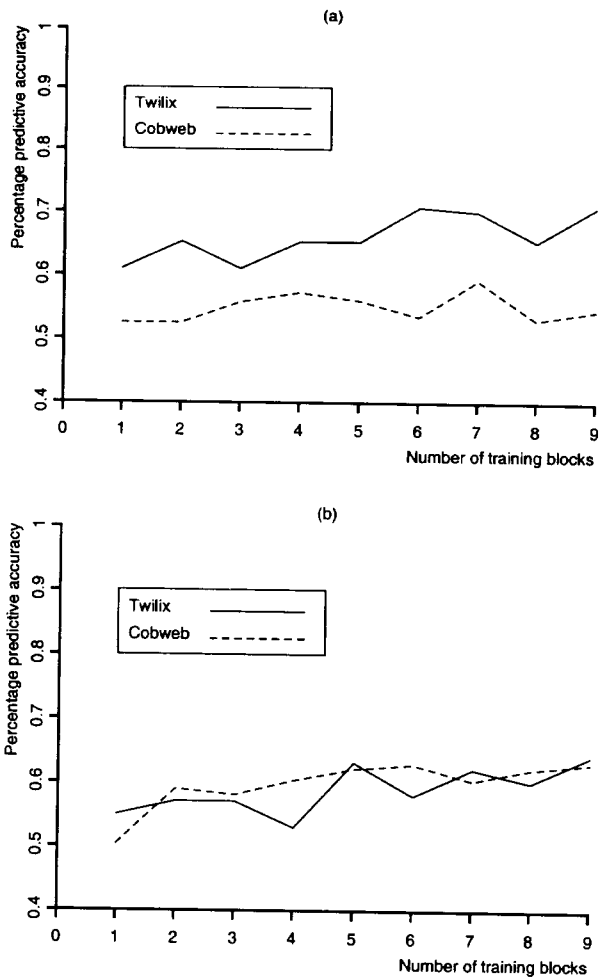 (a)
Percentage predictive accuracy
1
0.9
0.8
0.7
0.6
0.5
0.4
Twilix
Cobweb
0 1 2 3 4 5 6 7 8 9
Number of training blocks
(b)
Percentage predictive accuracy
1
0.9
0.8
0.7
0.6
0.5
0.4
Twilix
Cobweb
0 1 2 3 4 5 6 7 8 9
Number of training blocks